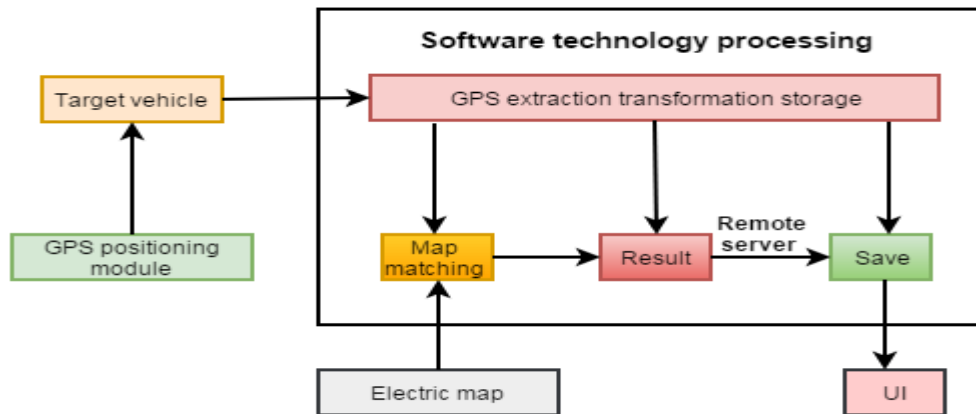 Software technology processing
Target vehicle
GPS extraction transformation storage
GPS positioning
module
Map
matching
Result
Remote
server
Save
Electric map
UI